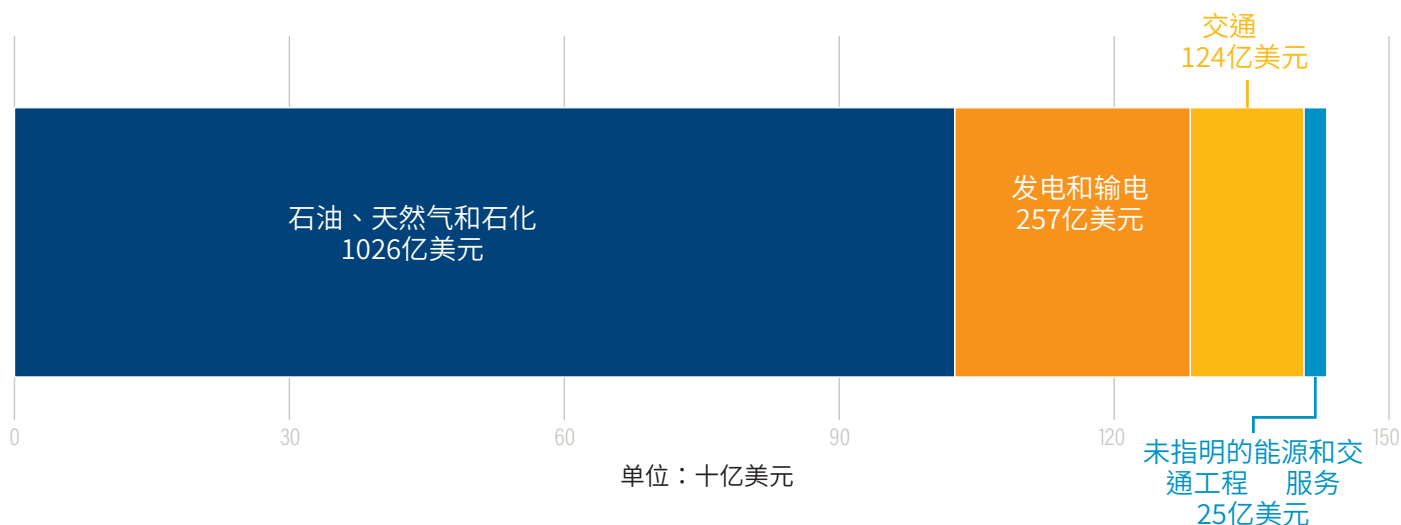 交通
124亿美元
发电和输电
257亿美元
石油、天然气和石化
1026亿美元
0 30 60 90 120 150
单位：十亿美元
未指明的能源和交
通工程 服务
25亿美元